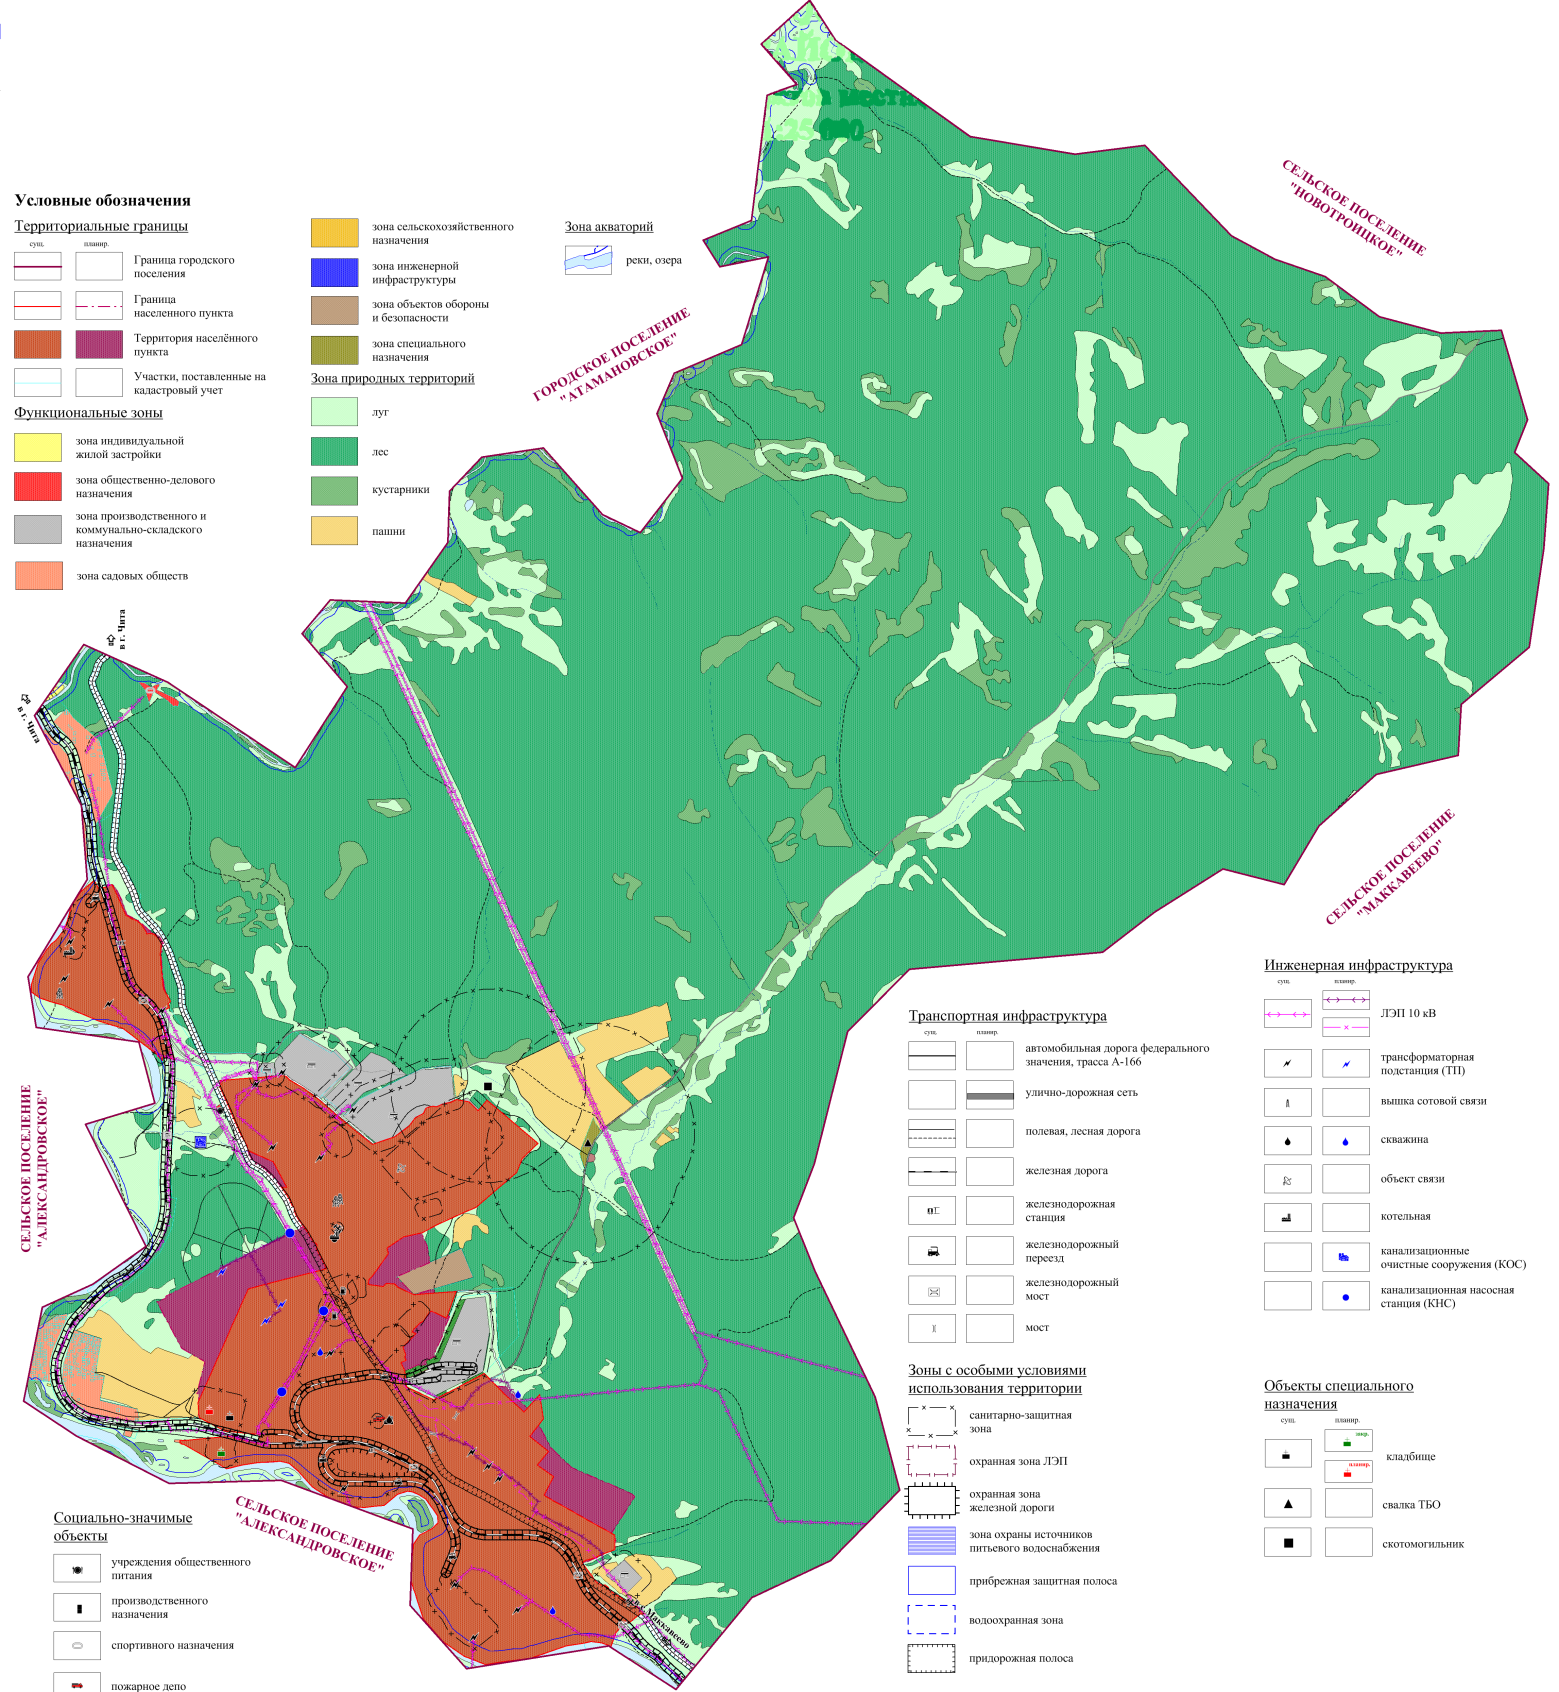 Условные обозначения
Территориальные границы
сущ.
планир.
Граница городского
поселения
Граница
населенного пункта
Территория населённого
пункта
Участки, поставленные на
кадастровый учет
Функциональные зоны
зона индивидуальной
жилой застройки
зона общественно-делового
назначения
зона производственного и
коммунально-складского
назначения
зона садовых обществ
зона сельскохозяйственного
назначения
зона инженерной
инфраструктуры
зона объектов обороны
и безопасности
зона специального
назначения
Зона природных территорий
луг
лес
кустарники
пашни
Зона акваторий
реки, озера
ГОРОДСКОЕ ПОСЕЛЕНИЕ
"АТАМАНОВСКОЕ"
СЕЛЬСКОЕ ПОСЕЛЕНИЕ
"НОВОТРОИЦКОЕ"
СЕЛЬСКОЕ ПОСЕЛЕНИЕ
"МАККАВЕЕВО"
в г. Чита
в г. Чита
СЕЛЬСКОЕ ПОСЕЛЕНИЕ
"АЛЕКСАНДРОВСКОЕ"
СЕЛЬСКОЕ ПОСЕЛЕНИЕ
"АЛЕКСАНДРОВСКОЕ"
в с. Маккавеево
Транспортная инфраструктура
сущ.
планир.
автомобильная дорога федерального
значения, трасса А-166
улично-дорожная сеть
полевая, лесная дорога
железная дорога
железнодорожная
станция
железнодорожный
переезд
железнодорожный
мост
мост
Зоны с особыми условиями
использования территории
санитарно-защитная
зона
охранная зона ЛЭП
охранная зона
железной дороги
зона охраны источников
питьевого водоснабжения
прибрежная защитная полоса
водоохранная зона
придорожная полоса
Инженерная инфраструктура
сущ.
планир.
ЛЭП 10 кВ
трансформаторная
подстанция (ТП)
вышка сотовой связи
скважина
объект связи
котельная
канализационные
очистные сооружения (КОС)
канализационная насосная
станция (КНС)
Объекты специального
назначения
сущ.
планир.
закр.
планир.
кладбище
свалка ТБО
скотомогильник
Социально-значимые
объекты
учреждения общественного
питания
производственного
назначения
спортивного назначения
пожарное депо